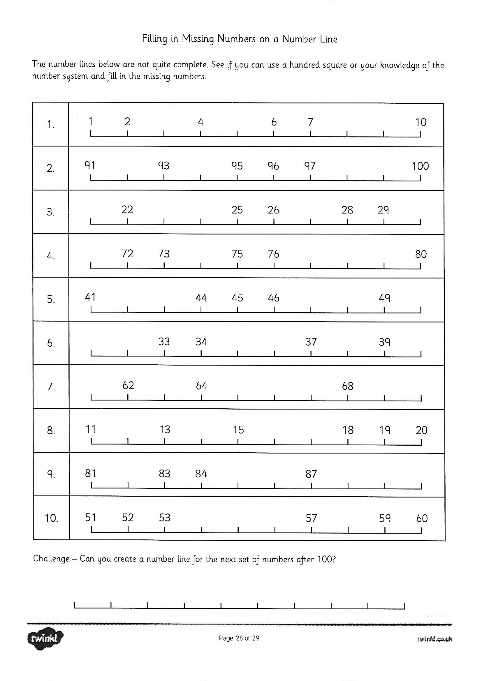 Filling in Missing Numbers on a Number Line
The number lines below are not quite complete. See if you can use a hundred square or your knowledge of the
number system and fill in the missing numbers.
1. 1 2 4 6 7 10
2. 91 93 95 96 97 100
3. 22 25 26 28 29
4. 72 73 75 76 80
5. 41 44 45 46 49
6. 33 34 37 39
7. 62 64 68
8. 11 13 15 18 19 20
9. 81 83 84 87
10. 51 52 53 57 59 60
Challenge – Can you create a number line for the next set of numbers after 100?
twinkl Page 26 of 29 twinkl.co.uk